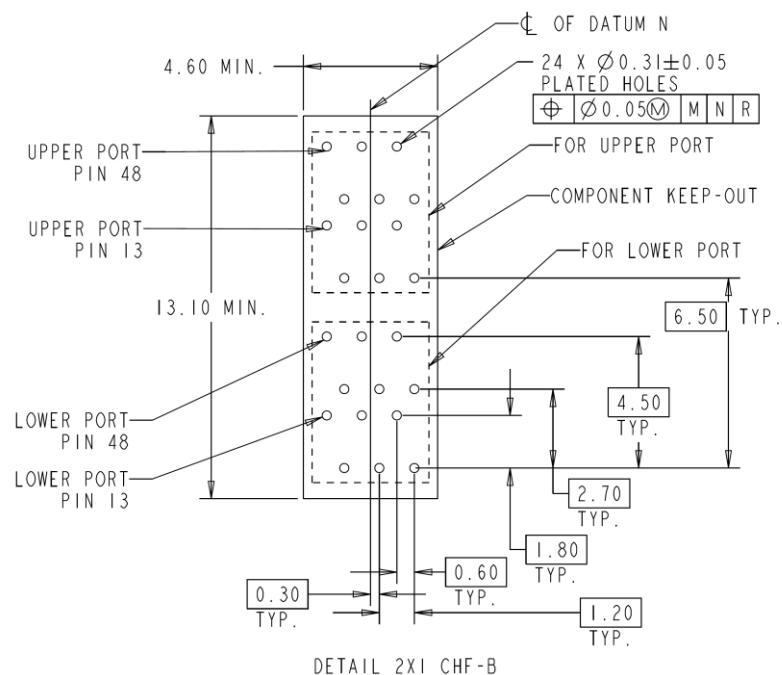 ₵ OF DATUM N
4.60 MIN.
24 X Ø0.31±0.05
PLATED HOLES
⌖ Ø0.05Ⓜ M N R
UPPER PORT
PIN 48
FOR UPPER PORT
COMPONENT KEEP-OUT
UPPER PORT
PIN 13
FOR LOWER PORT
13.10 MIN.
6.50 TYP.
4.50
TYP.
LOWER PORT
PIN 48
LOWER PORT
PIN 13
2.70
TYP.
1.80
TYP.
0.60
TYP.
0.30
TYP.
1.20
TYP.
DETAIL 2X1 CHF-B